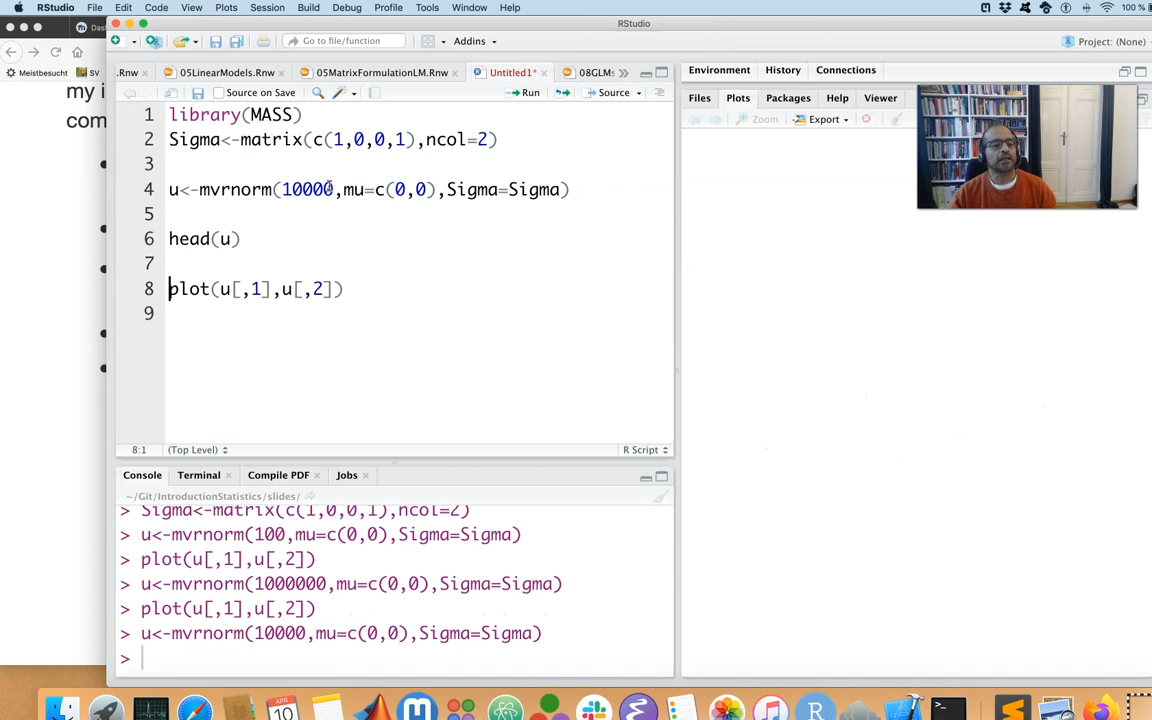 RStudio File Edit Code View Plots Session Build Debug Profile Tools Window Help 100 %
RStudio
Das
Go to file/function Addins Project: (None)
Meistbesucht SV
.Rnw 05LinearModels.Rnw 05MatrixFormulationLM.Rnw Untitled1* 08GLMs
Source on Save Run Source
my i
com
1 library(MASS)
2 Sigma<-matrix(c(1,0,0,1),ncol=2)
3
4 u<-mvrnorm(10000,mu=c(0,0),Sigma=Sigma)
5
6 head(u)
7
8 plot(u[,1],u[,2])
9
8:1 (Top Level) R Script
Console Terminal Compile PDF Jobs
~/Git/IntroductionStatistics/slides/
> Sigma<-matrix(c(1,0,0,1),ncol=2)
> u<-mvrnorm(100,mu=c(0,0),Sigma=Sigma)
> plot(u[,1],u[,2])
> u<-mvrnorm(1000000,mu=c(0,0),Sigma=Sigma)
> plot(u[,1],u[,2])
> u<-mvrnorm(10000,mu=c(0,0),Sigma=Sigma)
>
Environment History Connections
Files Plots Packages Help Viewer
Zoom Export
10